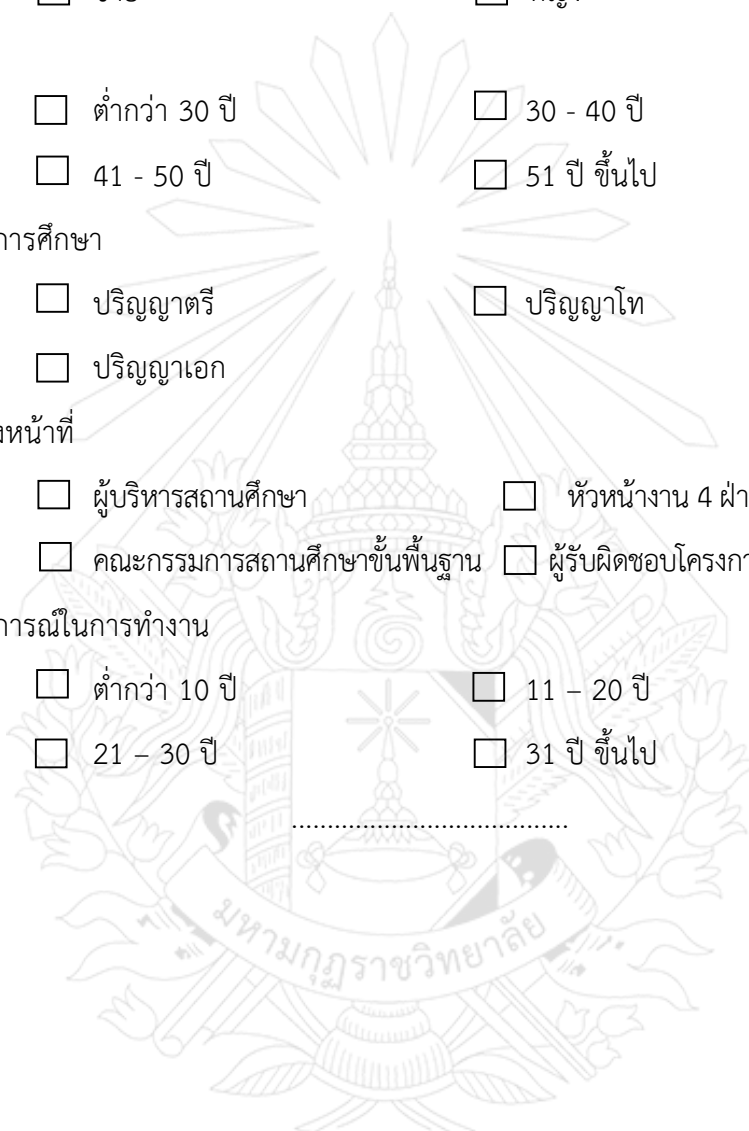 ☐ ต่ำกว่า 30 ปี ☐ 30 - 40 ปี
☐ 41 - 50 ปี ☐ 51 ปี ขึ้นไป
การศึกษา
☐ ปริญญาตรี ☐ ปริญญาโท
☐ ปริญญาเอก
หน้าที่
☐ ผู้บริหารสถานศึกษา ☐ หัวหน้างาน 4 ฝ่า
☐ คณะกรรมการสถานศึกษาขั้นพื้นฐาน ☐ ผู้รับผิดชอบโครงกา
การณ์ในการทำงาน
☐ ต่ำกว่า 10 ปี ☐ 11 – 20 ปี
☐ 21 – 30 ปี ☐ 31 ปี ขึ้นไป
.......................................
มหามกุฏราชวิทยาลัย